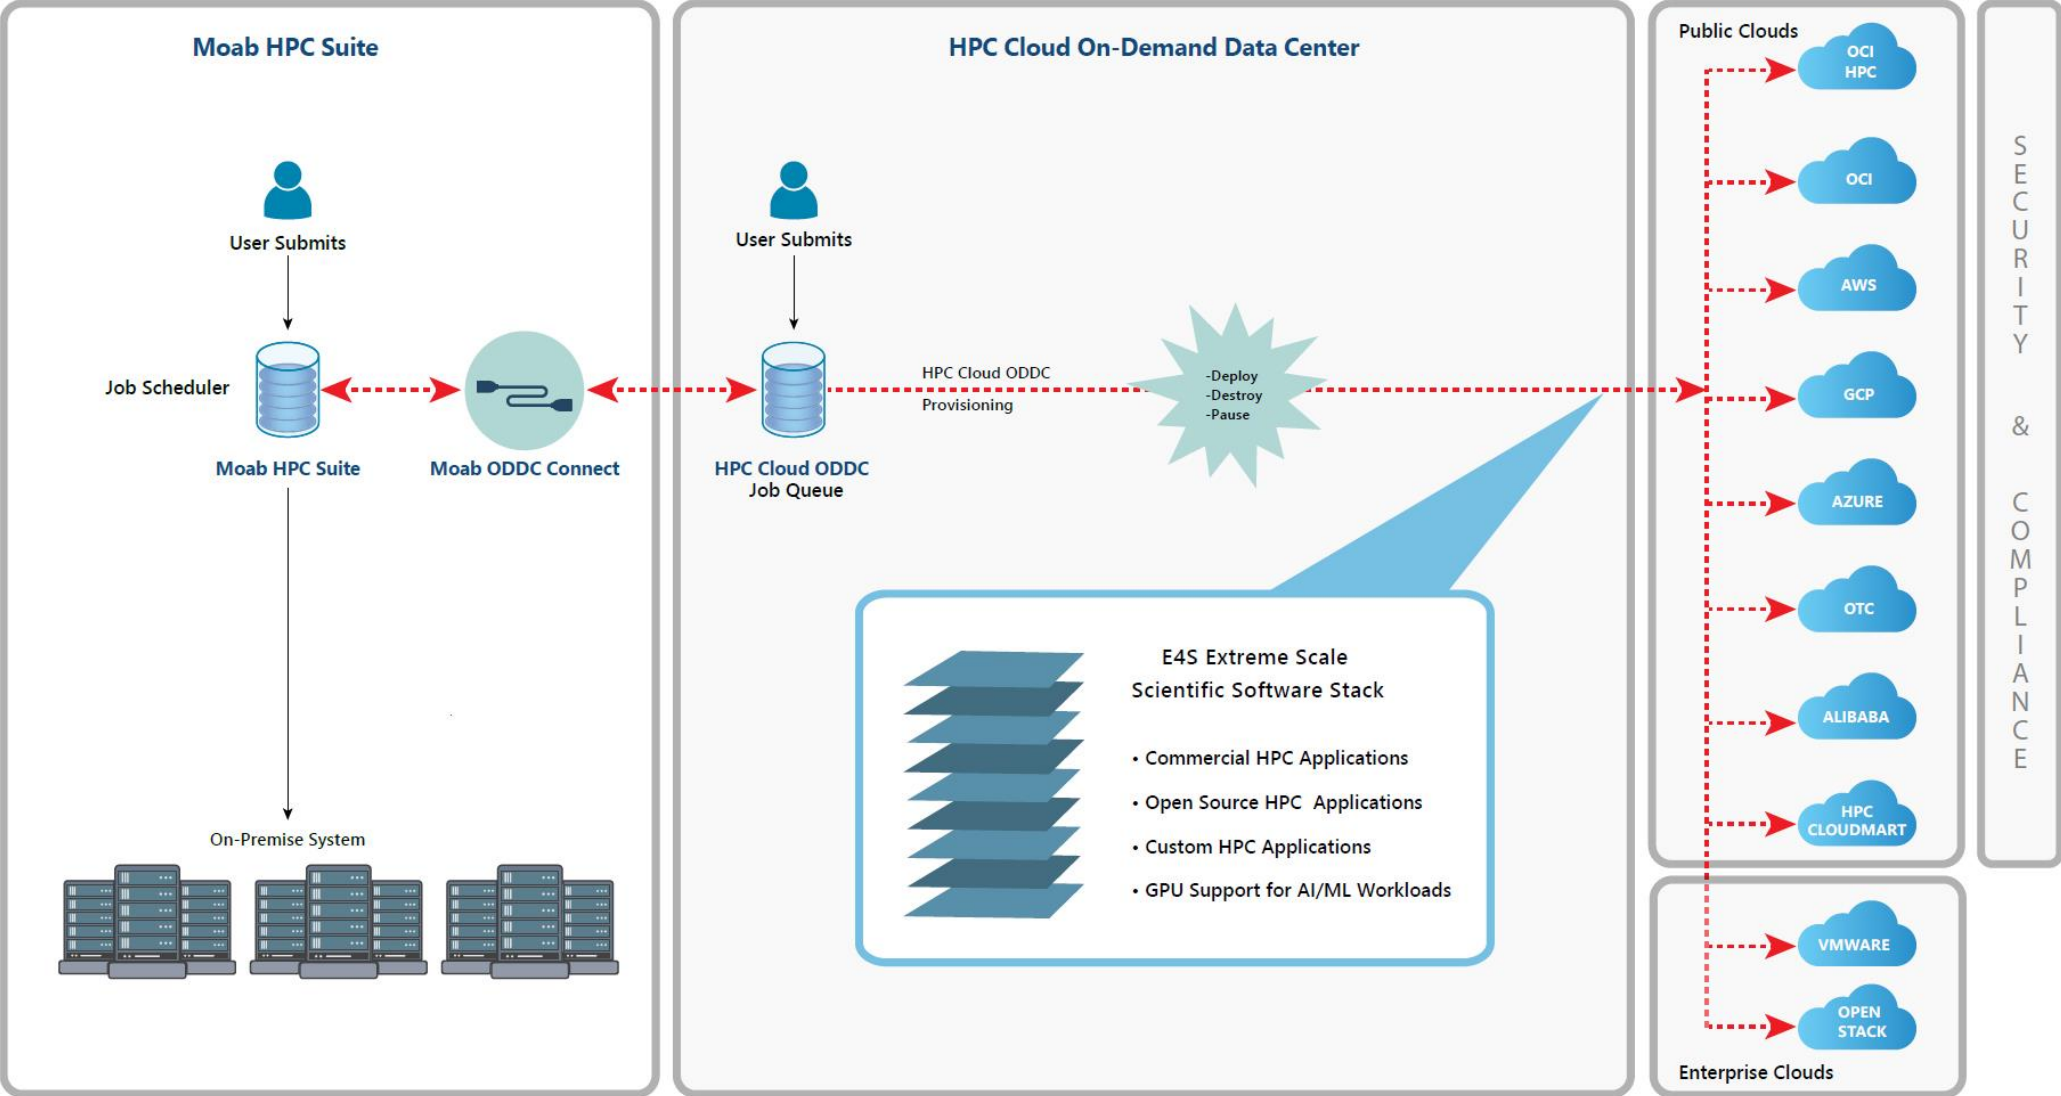 Moab HPC Suite
User Submits
Job Scheduler
Moab HPC Suite
Moab ODDC Connect
On-Premise System
HPC Cloud On-Demand Data Center
User Submits
HPC Cloud ODDC
Job Queue
HPC Cloud ODDC
Provisioning
-Deploy
-Destroy
-Pause
E4S Extreme Scale
Scientific Software Stack
• Commercial HPC Applications
• Open Source HPC Applications
• Custom HPC Applications
• GPU Support for AI/ML Workloads
Public Clouds
OCI
HPC
OCI
AWS
GCP
AZURE
OTC
ALIBABA
HPC
CLOUDMART
VMWARE
OPEN
STACK
Enterprise Clouds
SECURITY & COMPLIANCE